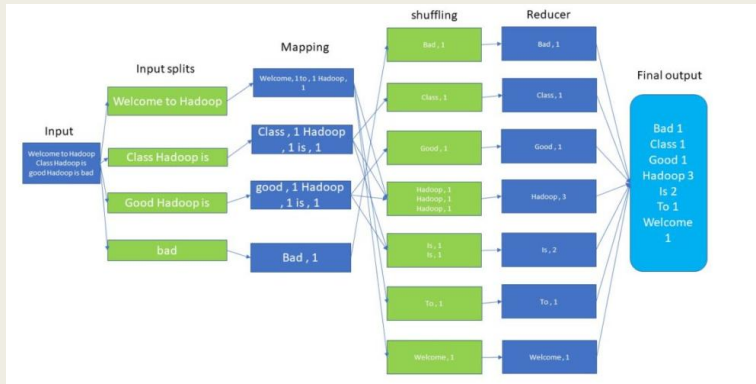 Input
Welcome to Hadoop
Class Hadoop is
good Hadoop is bad
Input splits
Welcome to Hadoop
Class Hadoop is
Good Hadoop is
bad
Mapping
Welcome, 1 to , 1 Hadoop ,
1
Class , 1 Hadoop
, 1 is , 1
good , 1 Hadoop
, 1 is , 1
Bad , 1
shuffling
Bad , 1
Class , 1
Good , 1
Hadoop , 1
Hadoop , 1
Hadoop , 1
Is , 1
Is , 1
To , 1
Welcome , 1
Reducer
Bad , 1
Class , 1
Good , 1
Hadoop , 3
Is , 2
To , 1
Welcome , 1
Final output
Bad 1
Class 1
Good 1
Hadoop 3
Is 2
To 1
Welcome
1